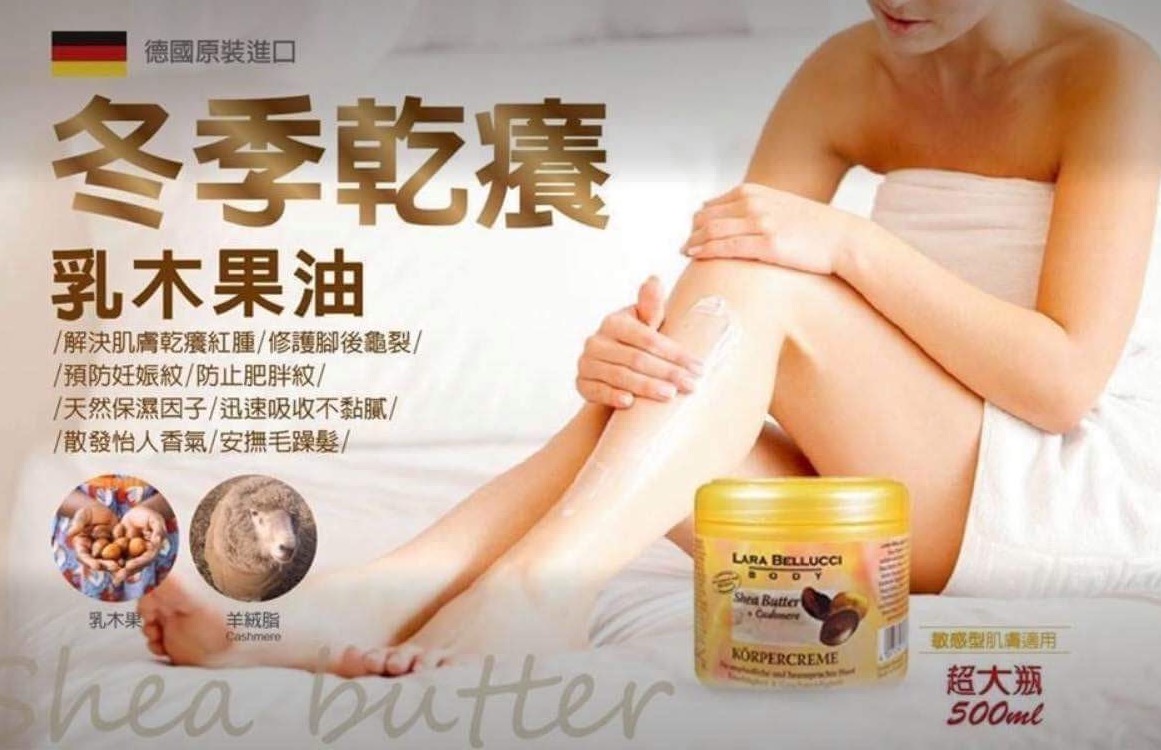 德國原裝進口
冬季乾癢
乳木果油
/解決肌膚乾癢紅腫/修護腳後龜裂/
/預防妊娠紋/防止肥胖紋/
/天然保濕因子/迅速吸收不黏膩/
/散發怡人香氣/安撫毛躁髮/
乳木果
羊絨脂
Cashmere
LARA BELLUCCI
BODY
Shea Butter
+ Cashmere
KÖRPERCREME
敏感型肌膚適用
超大瓶
500ml
Shea butter